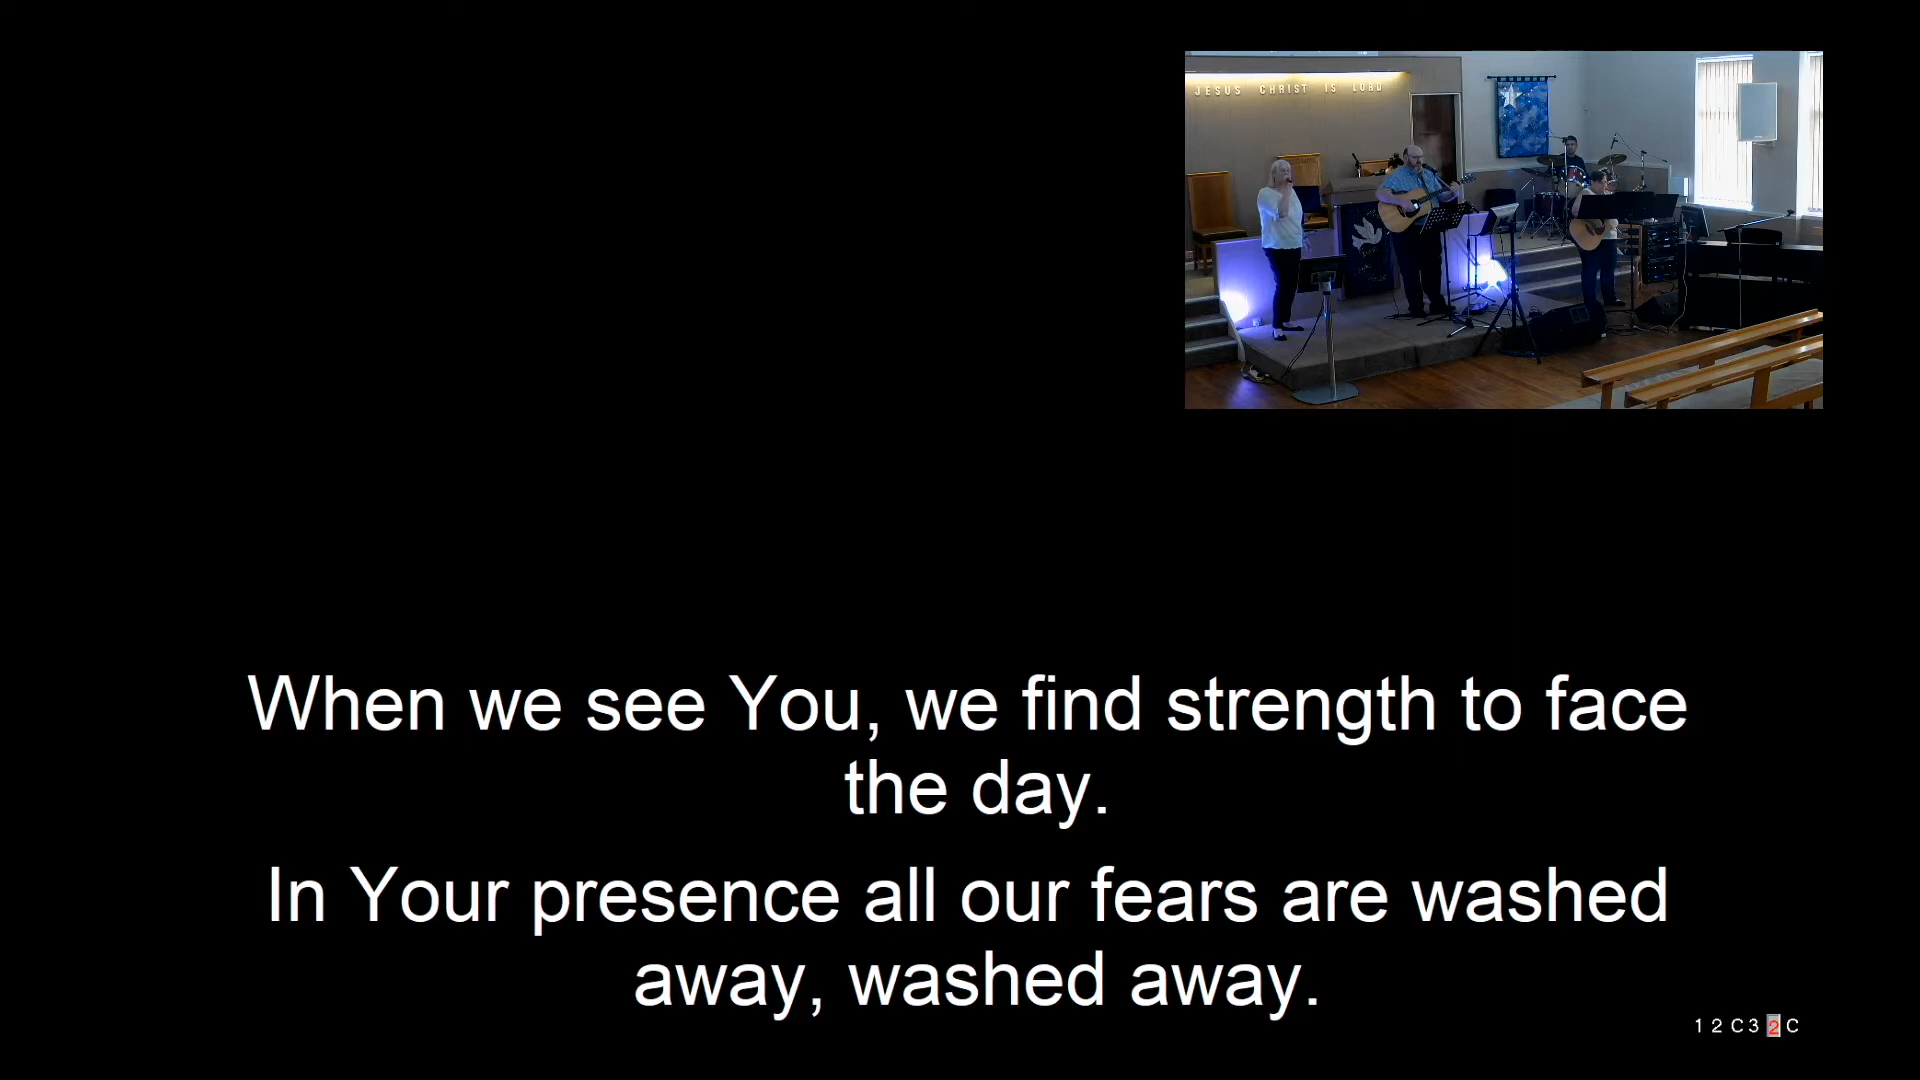 JESUS CHRIST IS LORD
When we see You, we find strength to face
the day.
In Your presence all our fears are washed
away, washed away.
1 2 C 3 2 C